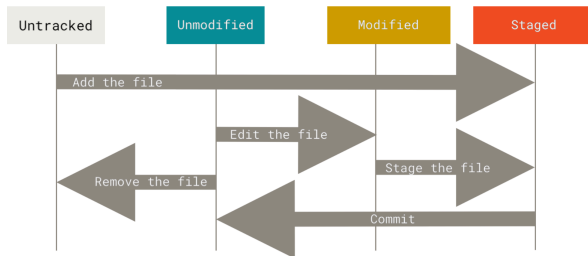 Untracked
Unmodified
Modified
Staged
Add the file
Edit the file
Stage the file
Remove the file
Commit